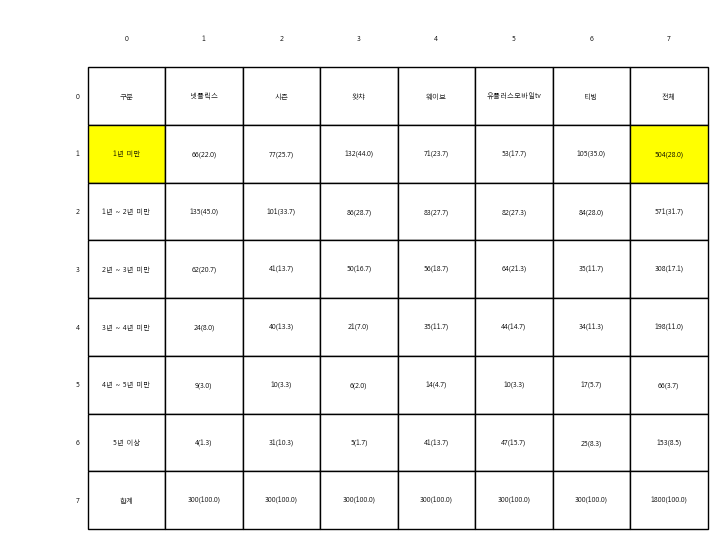 0 1 2 3 4 5 6 7
0 구분 넷플릭스 시즌 왓챠 웨이브 유플러스모바일tv 티빙 전체
1 1년 미만 66(22.0) 77(25.7) 132(44.0) 71(23.7) 53(17.7) 105(35.0) 504(28.0)
2 1년 ~ 2년 미만 135(45.0) 101(33.7) 86(28.7) 83(27.7) 82(27.3) 84(28.0) 571(31.7)
3 2년 ~ 3년 미만 62(20.7) 41(13.7) 50(16.7) 56(18.7) 64(21.3) 35(11.7) 308(17.1)
4 3년 ~ 4년 미만 24(8.0) 40(13.3) 21(7.0) 35(11.7) 44(14.7) 34(11.3) 198(11.0)
5 4년 ~ 5년 미만 9(3.0) 10(3.3) 6(2.0) 14(4.7) 10(3.3) 17(5.7) 66(3.7)
6 5년 이상 4(1.3) 31(10.3) 5(1.7) 41(13.7) 47(15.7) 25(8.3) 153(8.5)
7 합계 300(100.0) 300(100.0) 300(100.0) 300(100.0) 300(100.0) 300(100.0) 1800(100.0)